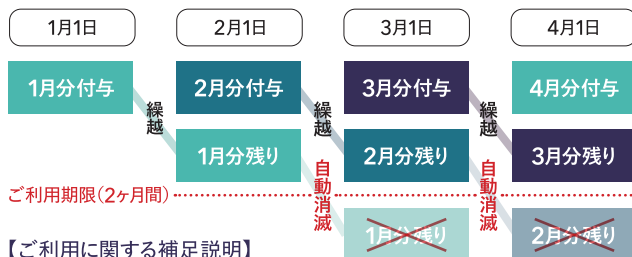 1月1日
2月1日
3月1日
4月1日
1月分付与
2月分付与
3月分付与
4月分付与
繰越
繰越
繰越
1月分残り
2月分残り
3月分残り
ご利用期限(2ヶ月間)
自動消滅
自動消滅
1月分残り
2月分残り
【ご利用に関する補足説明】